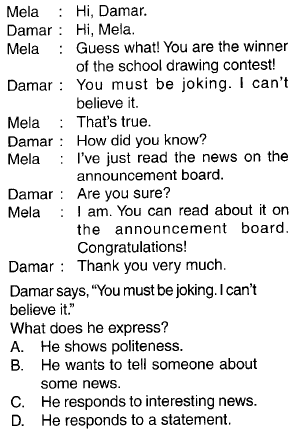 Mela : Hi, Damar.
Damar : Hi, Mela.
Mela : Guess what! You are the winner
of the school drawing contest!
Damar : You must be joking. I can't
believe it.
Mela : That's true.
Damar : How did you know?
Mela : I've just read the news on the
announcement board.
Damar : Are you sure?
Mela : I am. You can read about it on
the announcement board.
Congratulations!
Damar : Thank you very much.
Damar says, "You must be joking. I can't
believe it."
What does he express?
A. He shows politeness.
B. He wants to tell someone about
some news.
C. He responds to interesting news.
D. He responds to a statement.